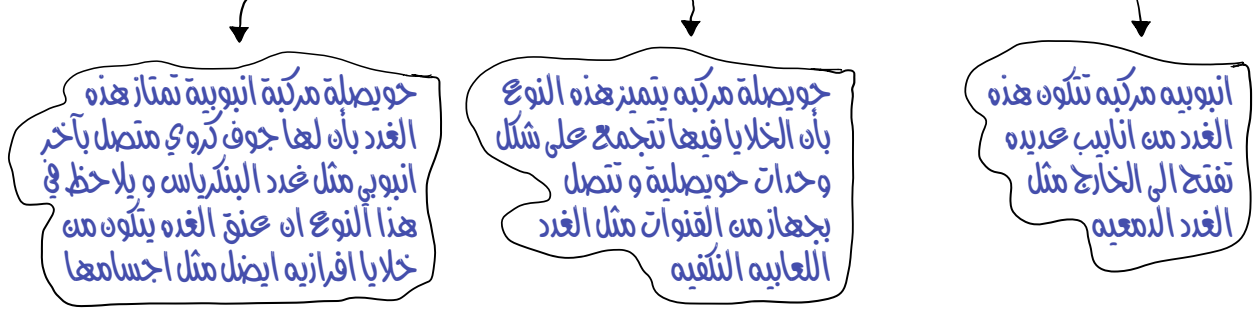 انبوبيه مركبه تتكون هذه
الغدد من انابيب عديده
تفتح الى الخارج مثل
الغدد الدمعيه
حويصلة مركبه يتميز هذه النوع
بأن الخلايا فيها تتجمع على شكل
وحدات حويصلية و تتصل
بجهاز من القنوات مثل الغدد
اللعابيه النكفيه
حويصلة مركبة انبوبية تمتاز هذه
الغدد بأن لها جوف كروي متصل بآخر
انبوبي مثل غدد البنكرياس و يلاحظ في
هذا النوع ان عنق الغده يتكون من
خلايا افرازيه ايضل مثل اجسامها